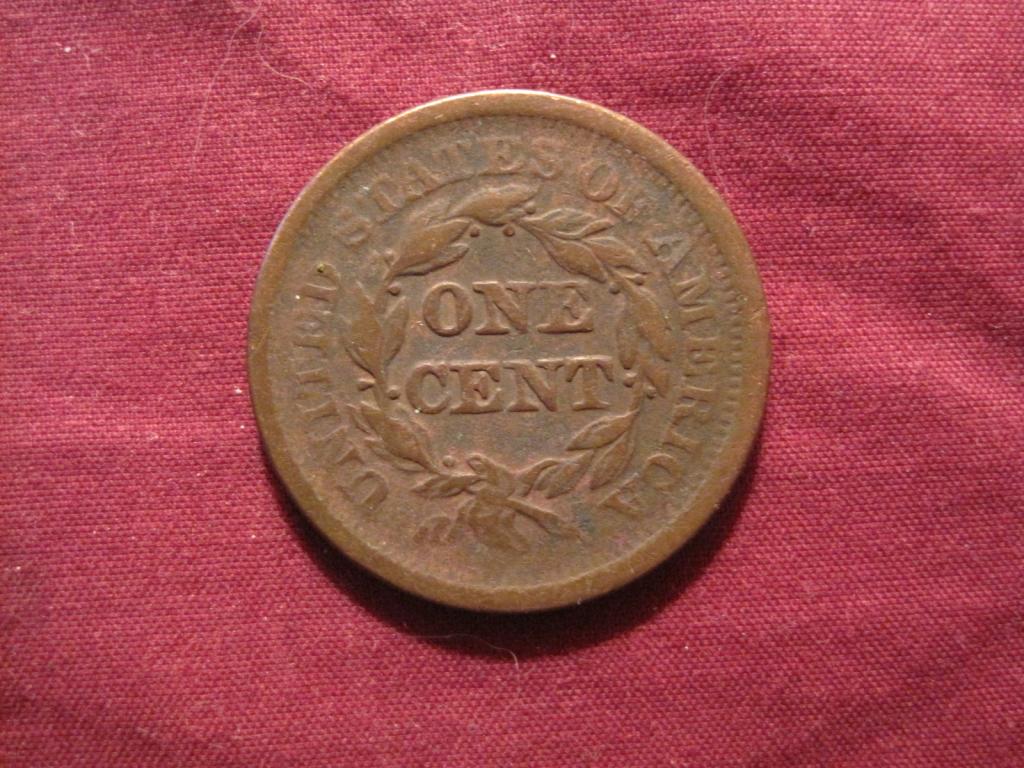 UNITED STATES OF AMERICA
ONE
CENT